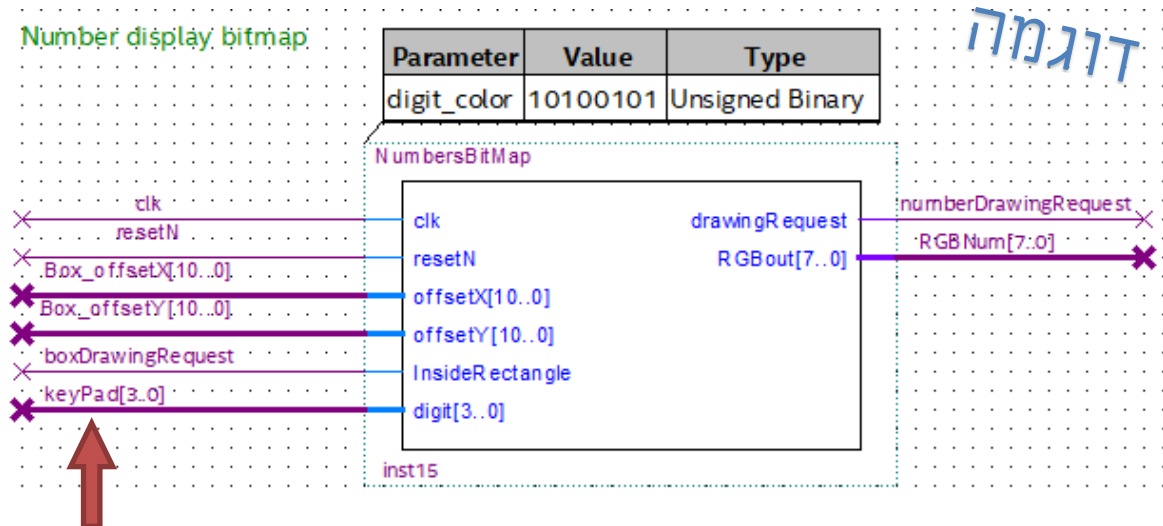 Number display bitmap
דוגמה
Parameter Value Type
digit_color 10100101 Unsigned Binary
NumbersBitMap
clk
resetN
Box_offsetX[10..0]
Box_offsetY[10..0]
boxDrawingRequest
keyPad[3..0]
clk
resetN
offsetX[10..0]
offsetY[10..0]
InsideRectangle
digit[3..0]
drawingRequest
RGBout[7..0]
numberDrawingRequest
RGBNum[7..0]
inst15